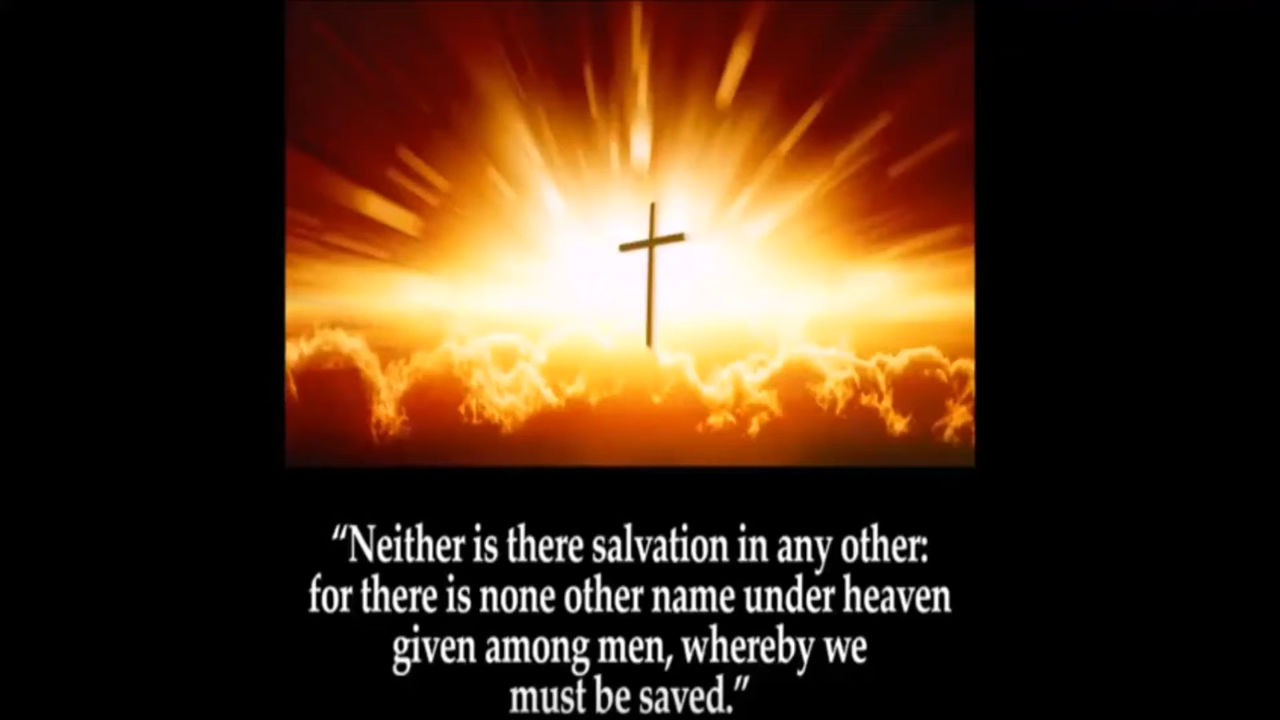 “Neither is there salvation in any other:
for there is none other name under heaven
given among men, whereby we
must be saved.”